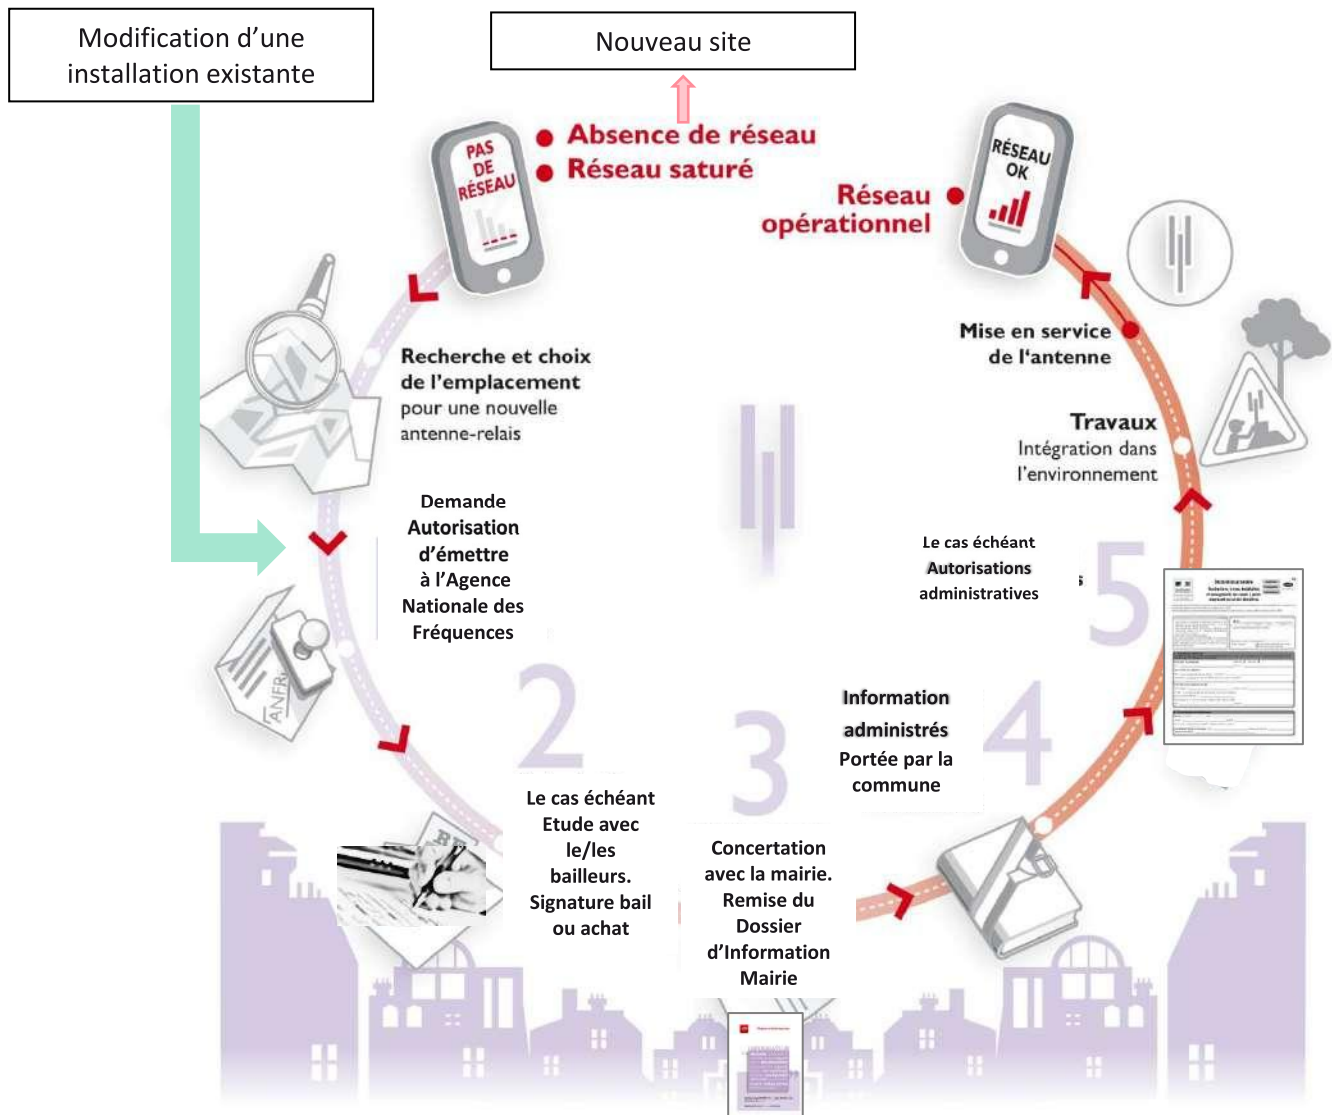 Modification d’une
installation existante
Nouveau site
PAS
DE
RÉSEAU
Absence de réseau
Réseau saturé
RÉSEAU
OK
Réseau
opérationnel
Recherche et choix
de l’emplacement
pour une nouvelle
antenne-relais
Mise en service
de l‘antenne
Travaux
Intégration dans
l’environnement
Demande
Autorisation
d’émettre
à l’Agence
Nationale des
Fréquences
Le cas échéant
Autorisations
administratives
s
5
ANFR
2
3
4
Information
administrés
Portée par la
commune
Le cas échéant
Etude avec
le/les
bailleurs.
Signature bail
ou achat
Concertation
avec la mairie.
Remise du
Dossier
d’Information
Mairie